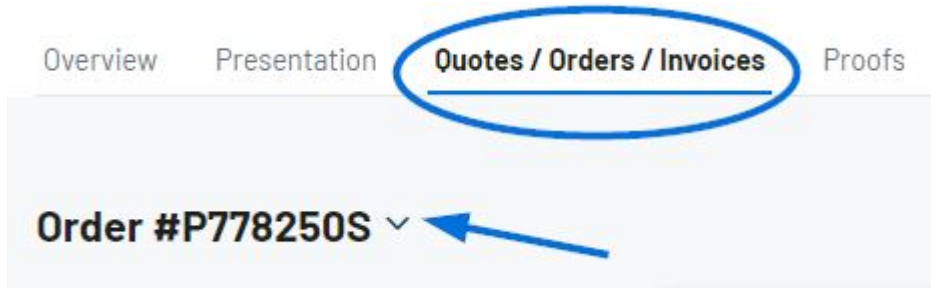 Overview Presentation Quotes / Orders / Invoices Proofs
Order #P778250S